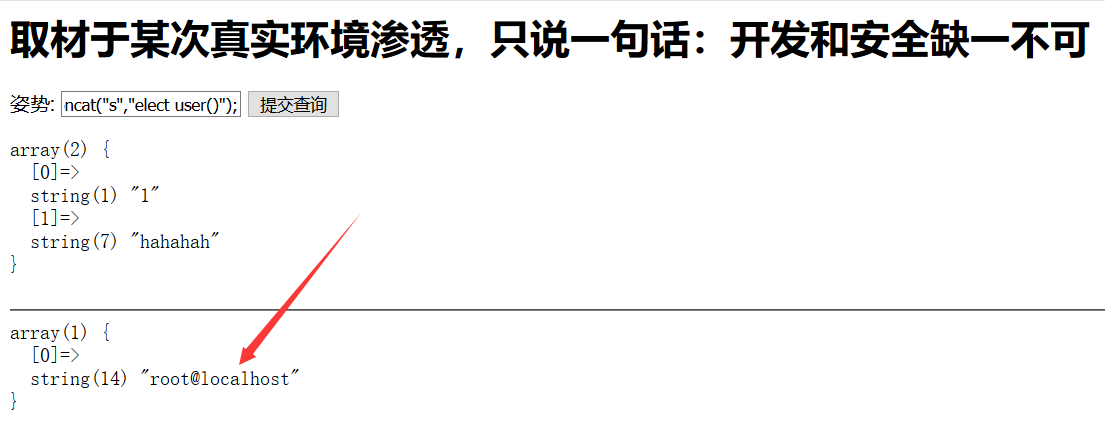 取材于某次真实环境渗透，只说一句话：开发和安全缺一不可
姿势: ncat("s","elect user()"); 提交查询
array(2) {
[0]=>
string(1) "1"
[1]=>
string(7) "hahahah"
}
array(1) {
[0]=>
string(14) "root@localhost"
}